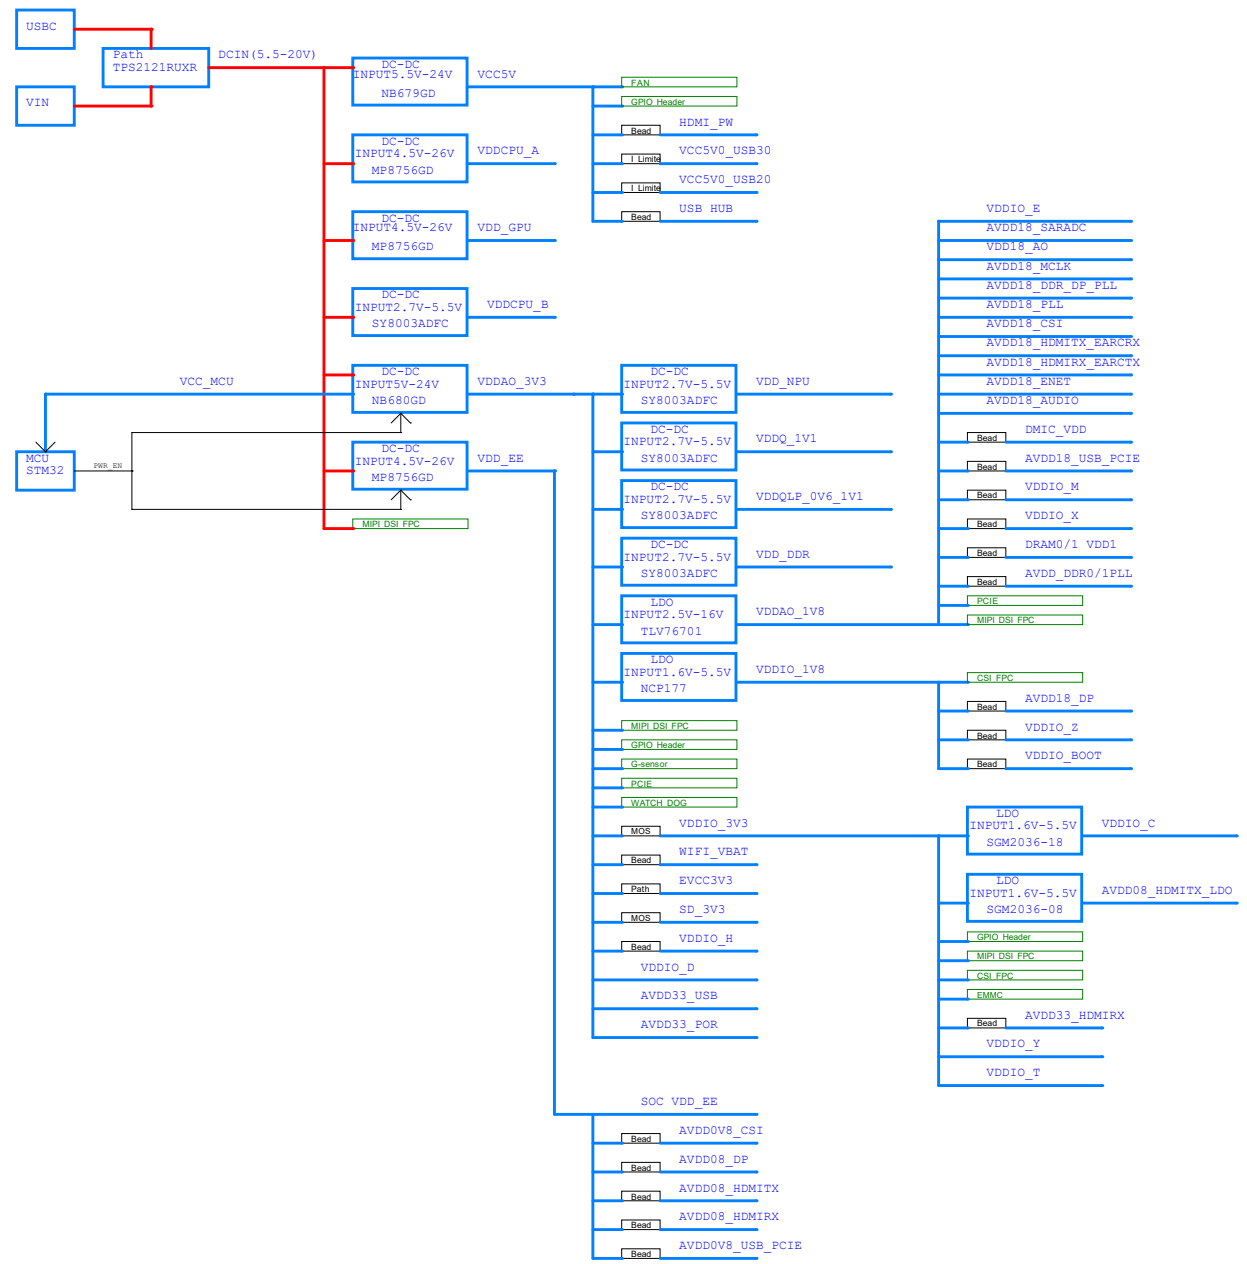 USBC
Path
TPS2121RUXR
VIN
DCIN(5.5-20V)
DC-DC
INPUT5.5V-24V
NB679GD
VCC5V
FAN
GPIO Header
Bead
HDMI_PW
I Limite
VCC5V0_USB30
I Limite
VCC5V0_USB20
Bead
USB HUB
DC-DC
INPUT4.5V-26V
MP8756GD
VDDCPU_A
DC-DC
INPUT4.5V-26V
MP8756GD
VDD_GPU
DC-DC
INPUT2.7V-5.5V
SY8003ADFC
VDDCPU_B
VCC_MCU
DC-DC
INPUT5V-24V
NB680GD
VDDAO_3V3
MCU
STM32
PWR_EN
DC-DC
INPUT4.5V-26V
MP8756GD
VDD_EE
MIPI DSI FPC
DC-DC
INPUT2.7V-5.5V
SY8003ADFC
VDD_NPU
DC-DC
INPUT2.7V-5.5V
SY8003ADFC
VDDQ_1V1
DC-DC
INPUT2.7V-5.5V
SY8003ADFC
VDDQLP_0V6_1V1
DC-DC
INPUT2.7V-5.5V
SY8003ADFC
VDD_DDR
LDO
INPUT2.5V-16V
TLV76701
VDDAO_1V8
LDO
INPUT1.6V-5.5V
NCP177
VDDIO_1V8
MIPI DSI FPC
GPIO Header
G-sensor
PCIE
WATCH DOG
MOS
VDDIO_3V3
Bead
WIFI_VBAT
Path
EVCC3V3
MOS
SD_3V3
Bead
VDDIO_H
VDDIO_D
AVDD33_USB
AVDD33_POR
VDDIO_E
AVDD18_SARADC
VDD18_AO
AVDD18_MCLK
AVDD18_DDR_DP_PLL
AVDD18_PLL
AVDD18_CSI
AVDD18_HDMITX_EARCRX
AVDD18_HDMIRX_EARCTX
AVDD18_ENET
AVDD18_AUDIO
Bead
DMIC_VDD
Bead
AVDD18_USB_PCIE
Bead
VDDIO_M
Bead
VDDIO_X
Bead
DRAM0/1 VDD1
Bead
AVDD_DDR0/1PLL
PCIE
MIPI DSI FPC
CSI FPC
Bead
AVDD18_DP
Bead
VDDIO_Z
Bead
VDDIO_BOOT
LDO
INPUT1.6V-5.5V
SGM2036-18
VDDIO_C
LDO
INPUT1.6V-5.5V
SGM2036-08
AVDD08_HDMITX_LDO
GPIO Header
MIPI DSI FPC
CSI FPC
EMMC
Bead
AVDD33_HDMIRX
VDDIO_Y
VDDIO_T
SOC VDD_EE
Bead
AVDD0V8_CSI
Bead
AVDD08_DP
Bead
AVDD08_HDMITX
Bead
AVDD08_HDMIRX
Bead
AVDD0V8_USB_PCIE